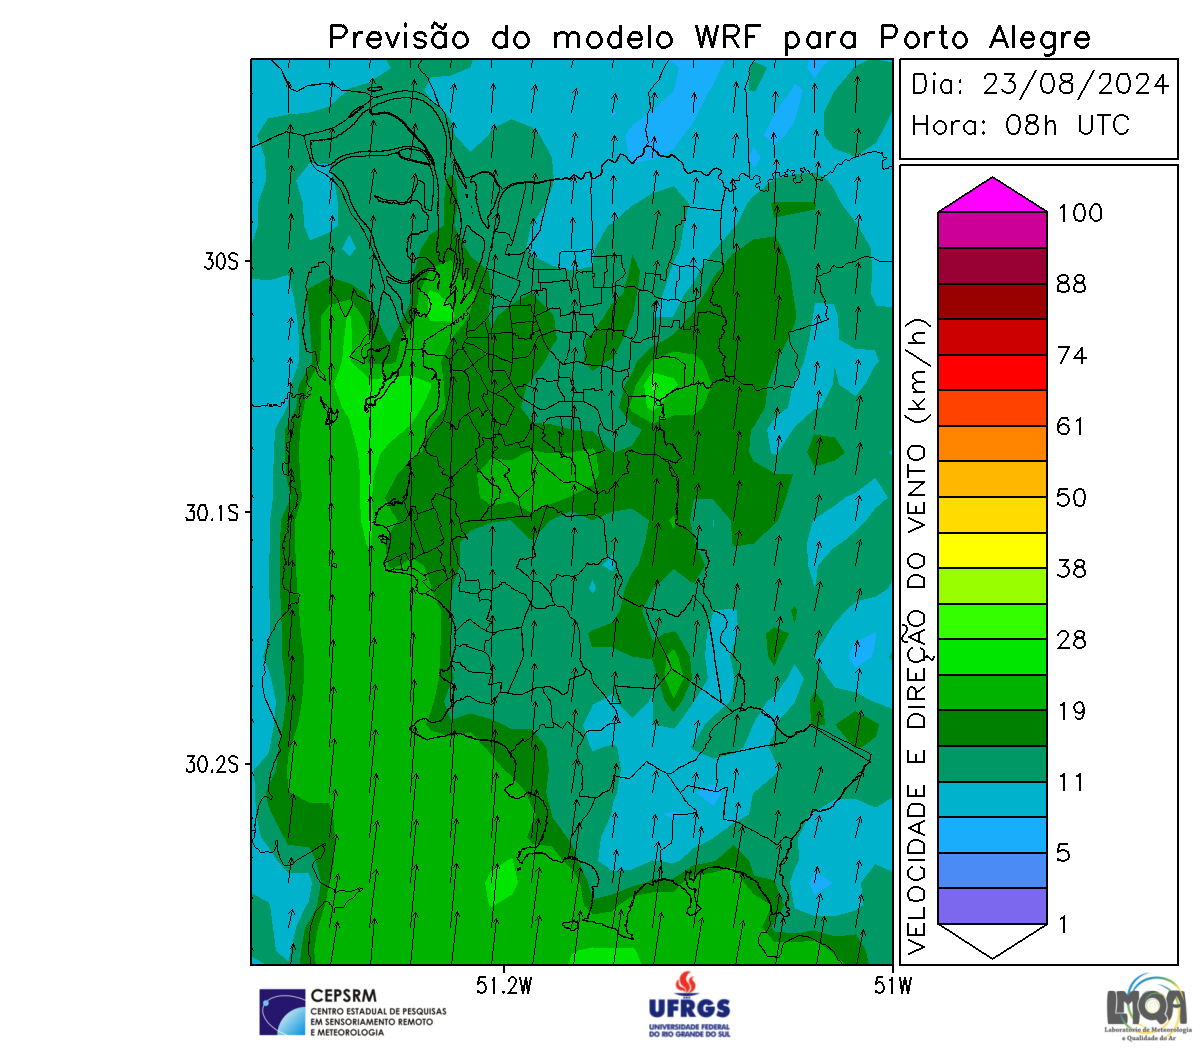 Previsão do modelo WRF para Porto Alegre
Dia: 23/08/2024
Hora: 08h UTC
30S
30.1S
30.2S
51.2W
51W
VELOCIDADE E DIREÇÃO DO VENTO (km/h)
100
88
74
61
50
38
28
19
11
5
1
CEPSRM
CENTRO ESTADUAL DE PESQUISAS
EM SENSORIAMENTO REMOTO
E METEOROLOGIA
UFRGS
UNIVERSIDADE FEDERAL
DO RIO GRANDE DO SUL
LMQA
Laboratório de Meteorologia
e Qualidade do Ar